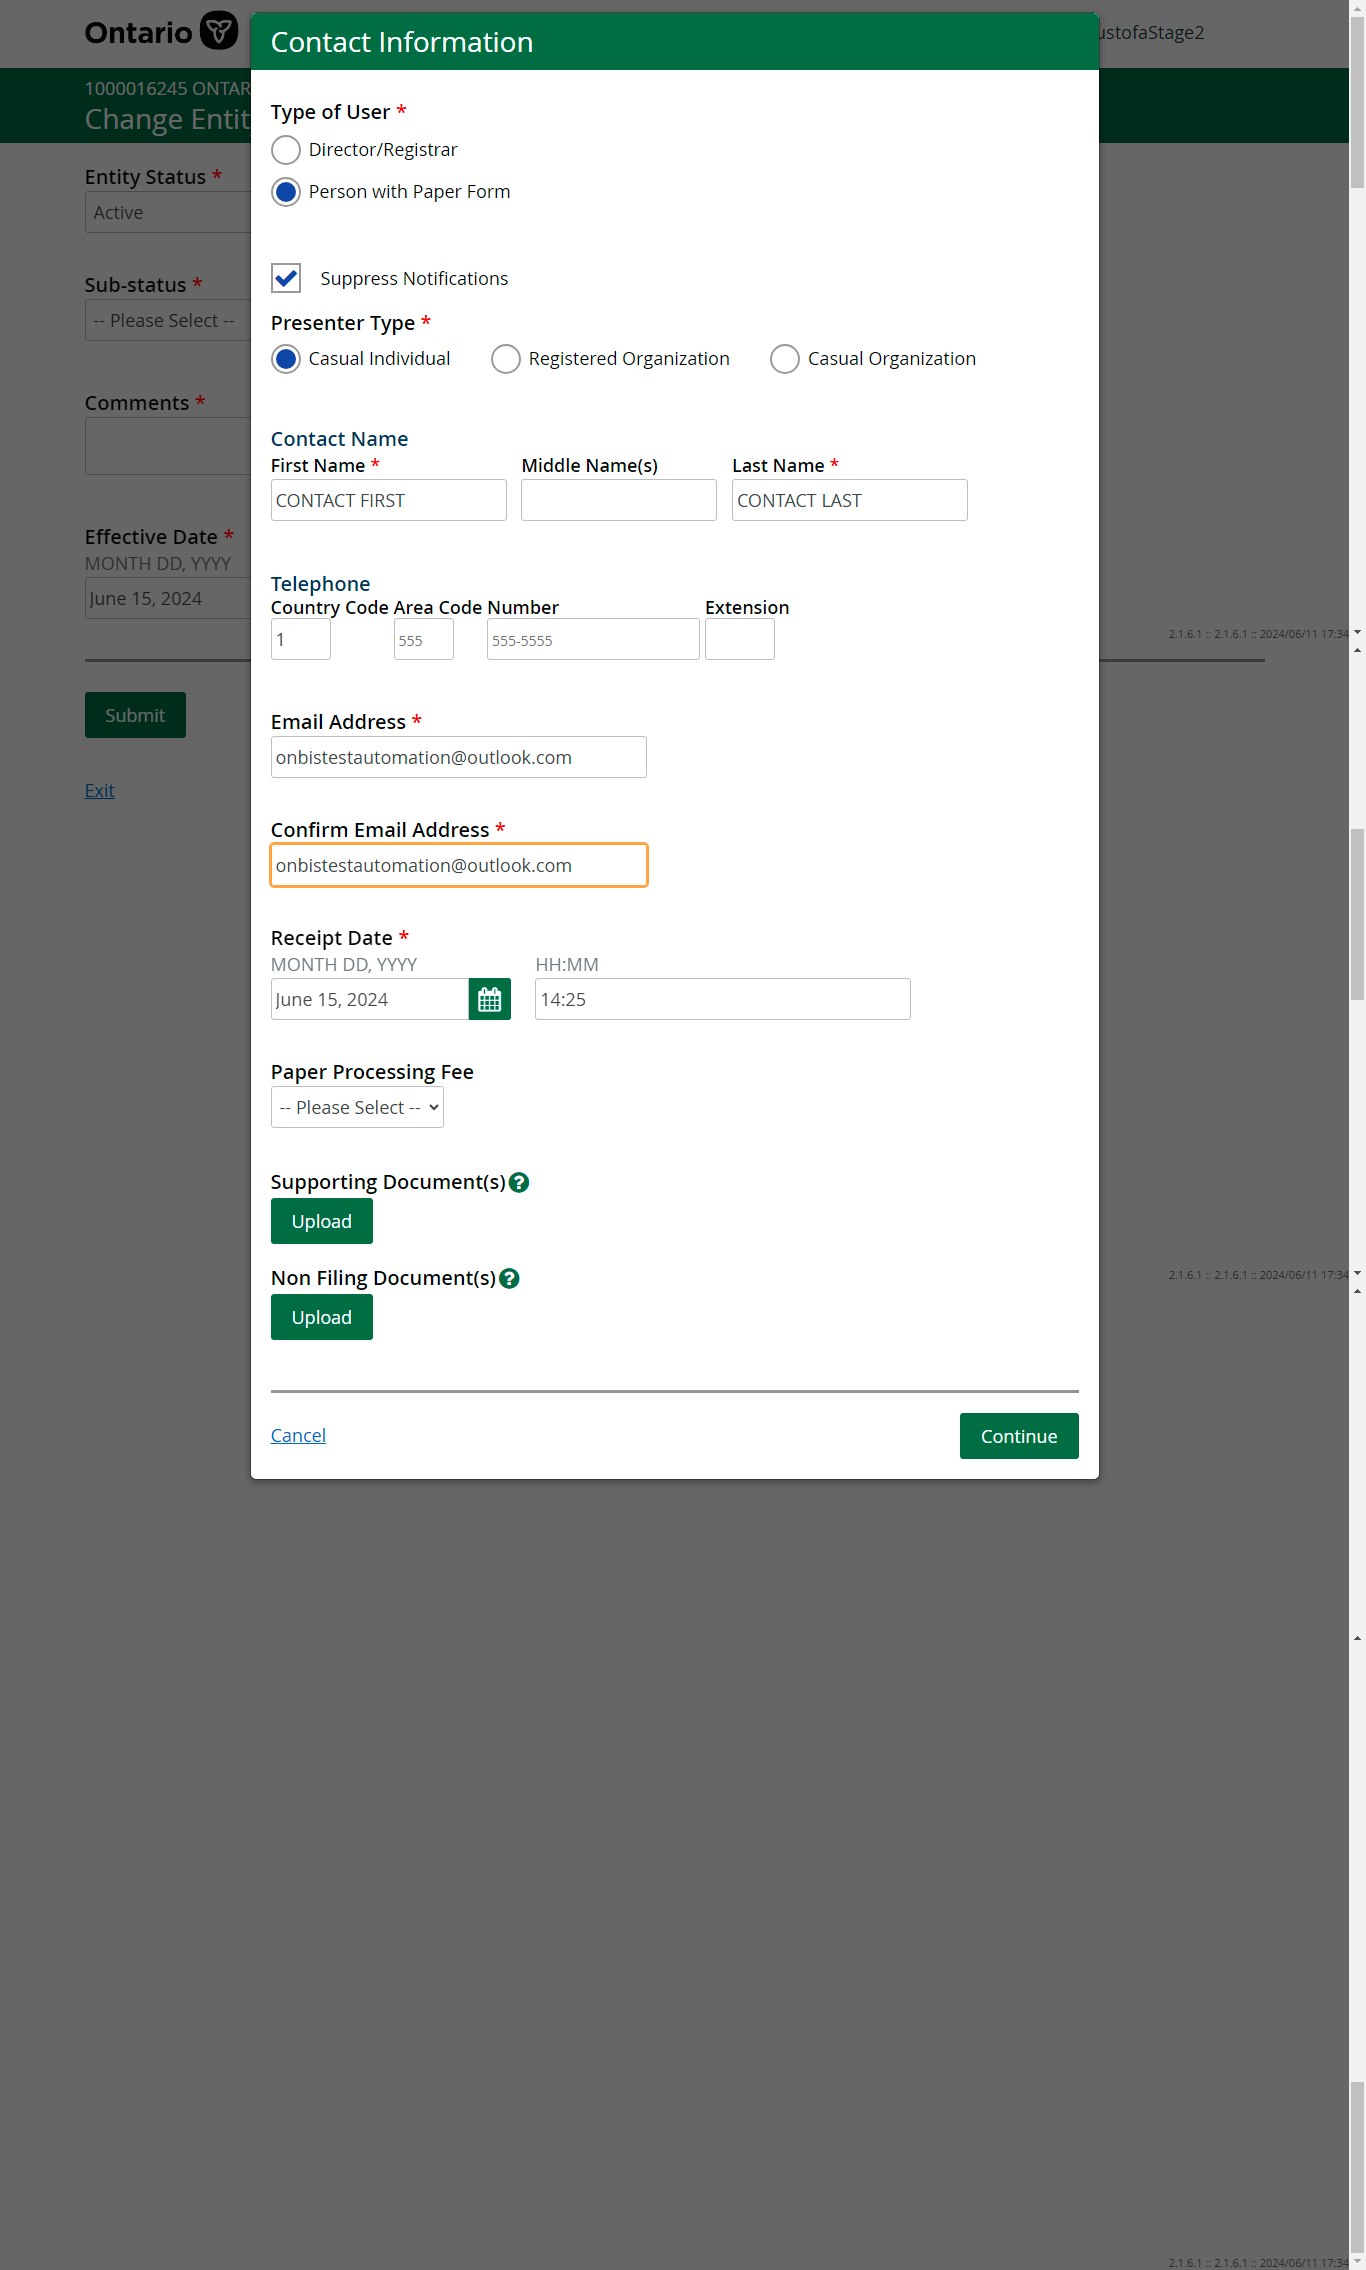 Ontario
ustofaStage2
1000016245 ONTAR
Change Entit
Entity Status *
Active
Sub-status *
-- Please Select --
Comments *
Effective Date *
MONTH DD, YYYY
June 15, 2024
Submit
Exit
Contact Information
Type of User *
Director/Registrar
Person with Paper Form
Suppress Notifications
Presenter Type *
Casual Individual Registered Organization Casual Organization
Contact Name
First Name * Middle Name(s) Last Name *
CONTACT FIRST CONTACT LAST
Telephone
Country Code Area Code Number Extension
1 555 555-5555
Email Address *
onbistestautomation@outlook.com
Confirm Email Address *
onbistestautomation@outlook.com
Receipt Date *
MONTH DD, YYYY HH:MM
June 15, 2024 14:25
Paper Processing Fee
-- Please Select --
Supporting Document(s) ?
Upload
Non Filing Document(s) ?
Upload
Cancel Continue
2.1.6.1 :: 2.1.6.1 :: 2024/06/11 17:34
2.1.6.1 :: 2.1.6.1 :: 2024/06/11 17:34
2.1.6.1 :: 2.1.6.1 :: 2024/06/11 17:34